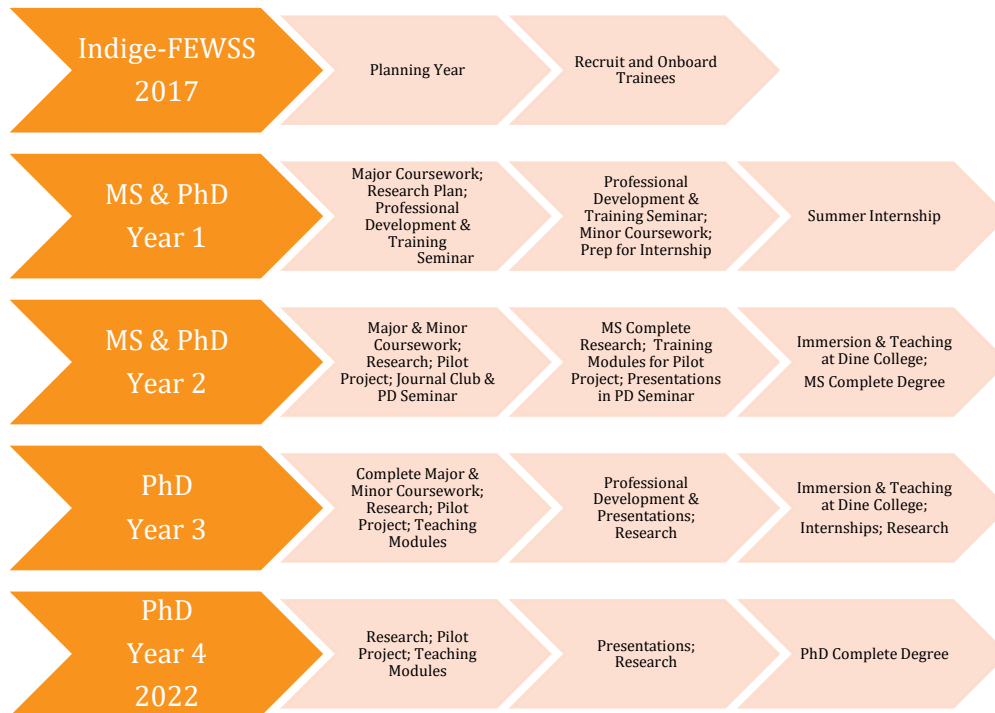 Indige-FEWSS
2017
Planning Year
Recruit and Onboard
Trainees
MS & PhD
Year 1
Major Coursework;
Research Plan;
Professional
Development &
Training
Seminar
Professional
Development &
Training Seminar;
Minor Coursework;
Prep for Internship
Summer Internship
MS & PhD
Year 2
Major & Minor
Coursework;
Research; Pilot
Project; Journal Club &
PD Seminar
MS Complete
Research; Training
Modules for Pilot
Project; Presentations
in PD Seminar
Immersion & Teaching
at Dine College;
MS Complete Degree
PhD
Year 3
Complete Major &
Minor Coursework;
Research; Pilot
Project; Teaching
Modules
Professional
Development &
Presentations;
Research
Immersion & Teaching
at Dine College;
Internships; Research
PhD
Year 4
2022
Research; Pilot
Project; Teaching
Modules
Presentations;
Research
PhD Complete Degree